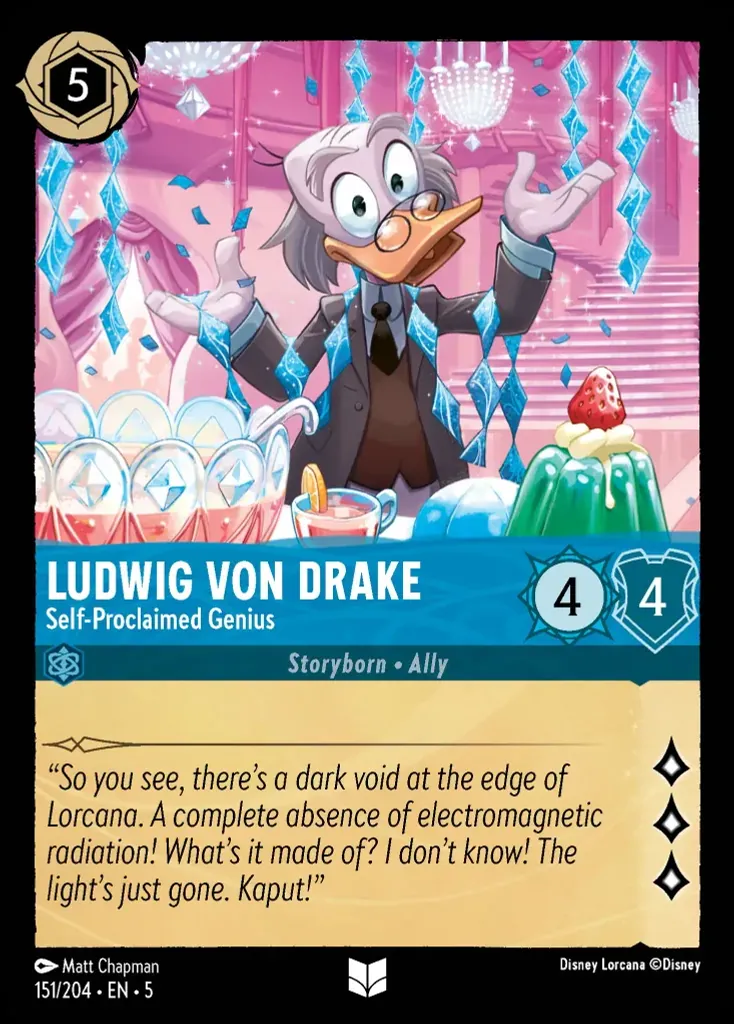 5
LUDWIG VON DRAKE
Self-Proclaimed Genius
4
4
Storyborn • Ally
“So you see, there’s a dark void at the edge of
Lorcana. A complete absence of electromagnetic
radiation! What’s it made of? I don’t know! The
light’s just gone. Kaput!”
Matt Chapman
Disney Lorcana ©Disney
151/204 • EN • 5